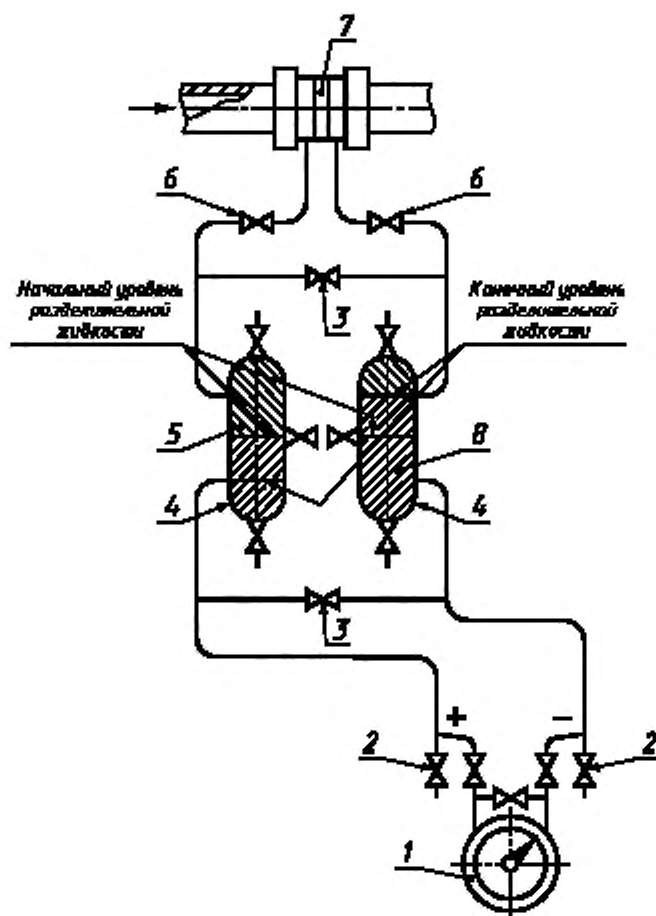 7
6 6
Начальный уровень
разделительной
жидкости
3
Конечный уровень
разделительной
жидкости
5 8
4 4
3
+ −
2 2
1